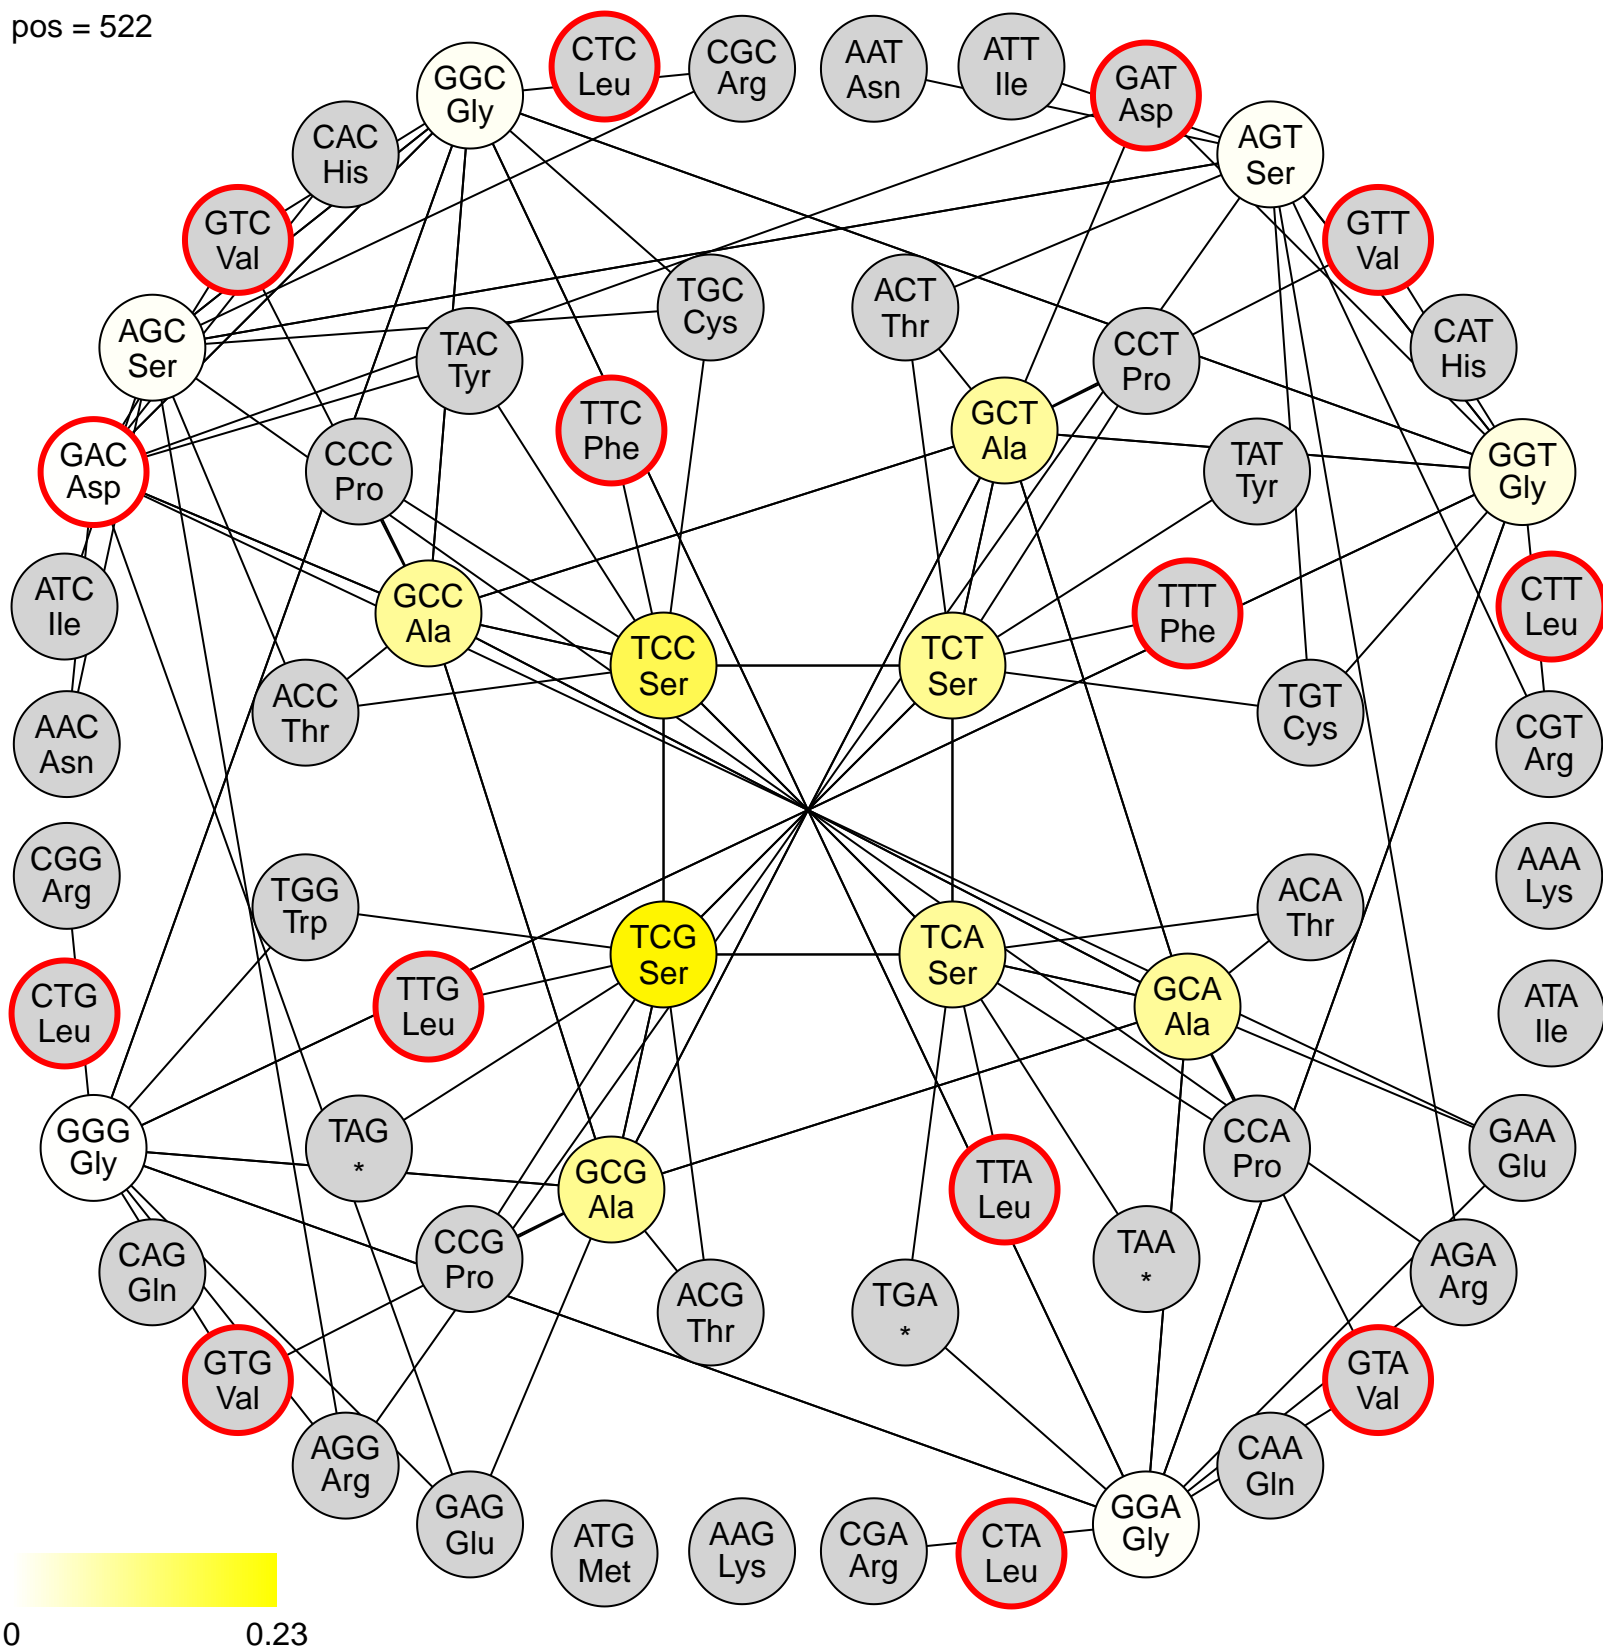 pos = 522
CTC
Leu
CGC
Arg
AAT
Asn
ATT
Ile
GGC
Gly
GAT
Asp
CAC
His
AGT
Ser
GTC
Val
GTT
Val
TGC
Cys
ACT
Thr
AGC
Ser
TAC
Tyr
CCT
Pro
CAT
His
TTC
Phe
GCT
Ala
GAC
Asp
CCC
Pro
TAT
Tyr
GGT
Gly
ATC
Ile
GCC
Ala
TTT
Phe
CTT
Leu
TCC
Ser
TCT
Ser
AAC
Asn
ACC
Thr
TGT
Cys
CGT
Arg
CGG
Arg
TGG
Trp
ACA
Thr
AAA
Lys
TCG
Ser
TCA
Ser
CTG
Leu
TTG
Leu
GCA
Ala
ATA
Ile
GGG
Gly
TAG
*
GCG
Ala
TTA
Leu
CCA
Pro
GAA
Glu
CAG
Gln
CCG
Pro
TAA
*
AGA
Arg
ACG
Thr
TGA
*
GTG
Val
GTA
Val
AGG
Arg
CAA
Gln
GAG
Glu
GGA
Gly
ATG
Met
AAG
Lys
CGA
Arg
CTA
Leu
0 0.23